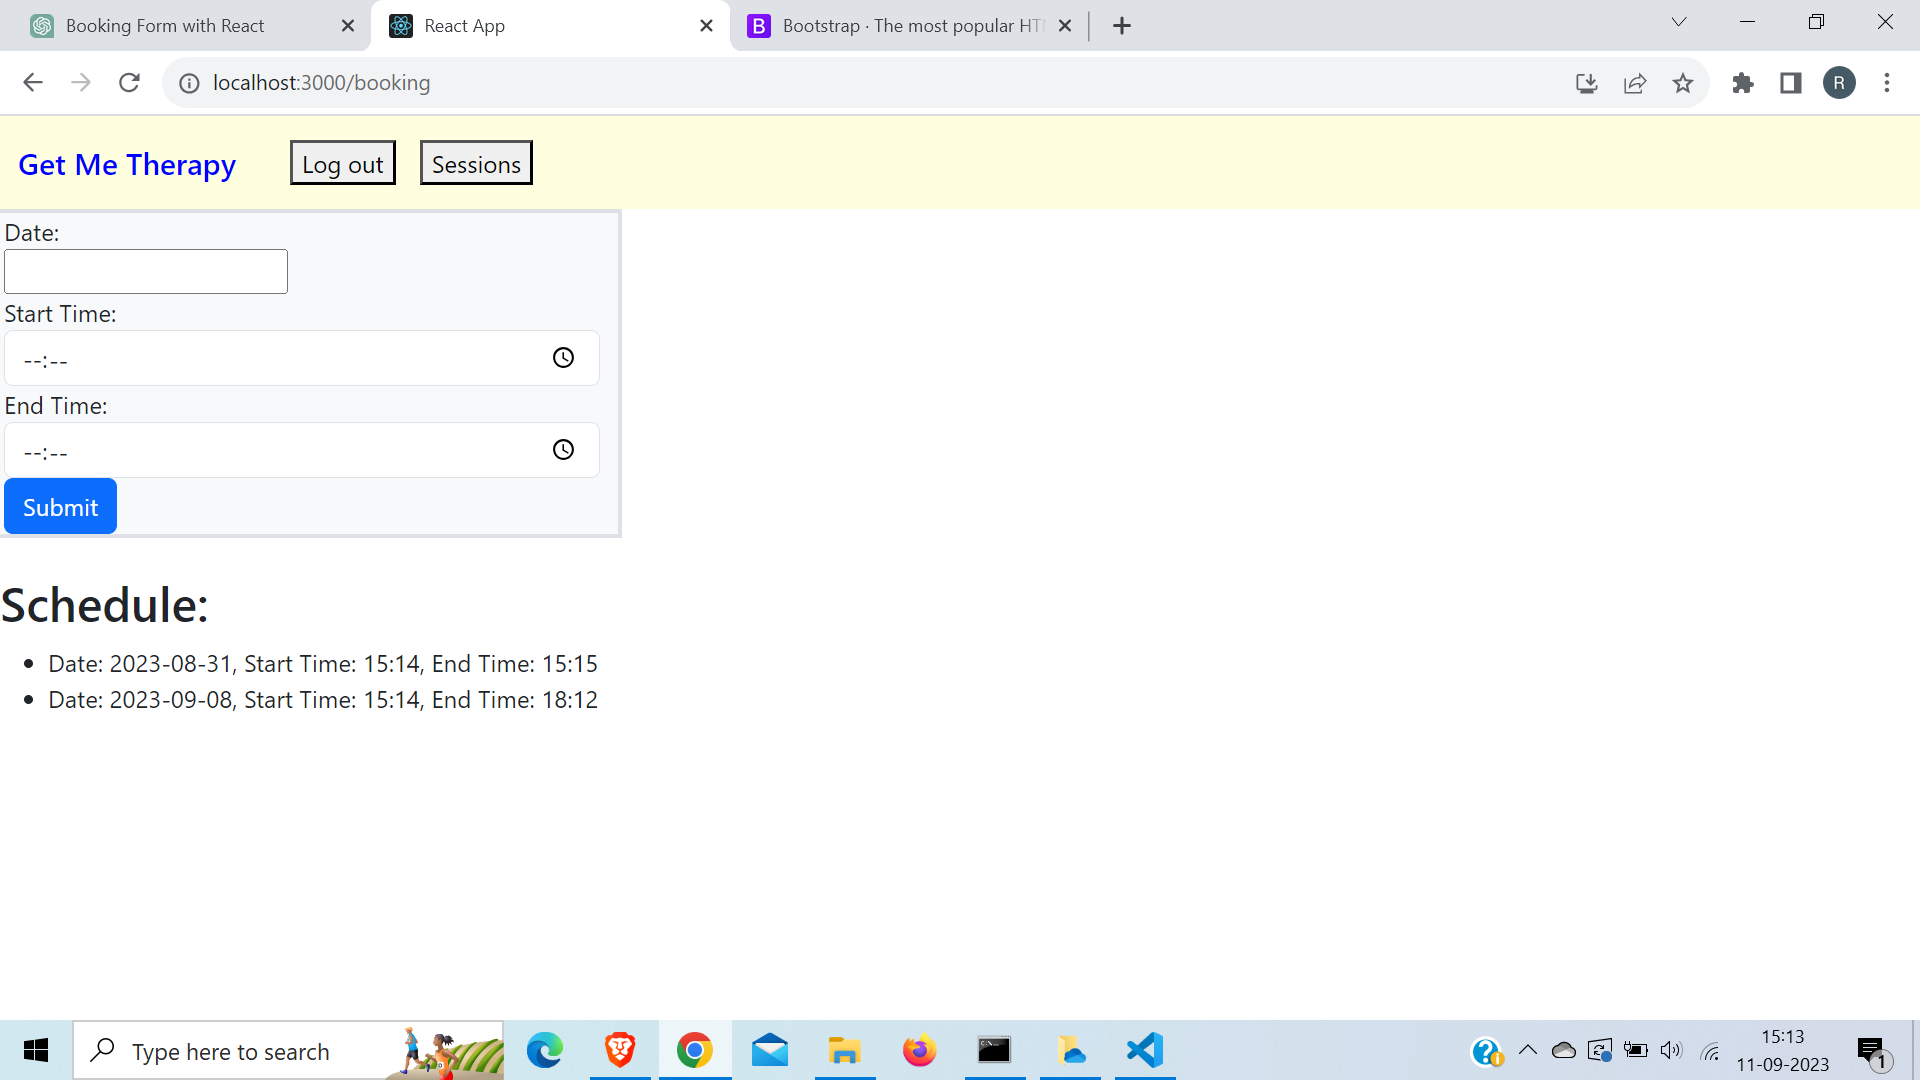 Booking Form with React
React App
Bootstrap · The most popular HT
localhost:3000/booking
R
Get Me Therapy
Log out
Sessions
Date:
Start Time:
--:--
End Time:
--:--
Submit
Schedule:
Date: 2023-08-31, Start Time: 15:14, End Time: 15:15
Date: 2023-09-08, Start Time: 15:14, End Time: 18:12
Type here to search
15:13
11-09-2023
1